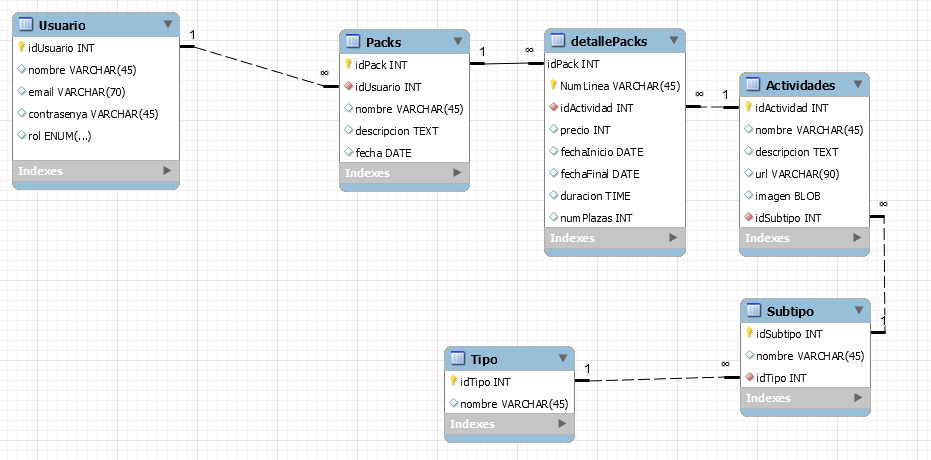 Usuario
idUsuario INT
nombre VARCHAR(45)
email VARCHAR(70)
contrasenya VARCHAR(45)
rol ENUM(...)
Indexes
1
∞
Packs
idPack INT
idUsuario INT
nombre VARCHAR(45)
descripcion TEXT
fecha DATE
Indexes
1
∞
detallePacks
idPack INT
NumLinea VARCHAR(45)
idActividad INT
precio INT
fechaInicio DATE
fechaFinal DATE
duracion TIME
numPlazas INT
Indexes
∞
1
Actividades
idActividad INT
nombre VARCHAR(45)
descripcion TEXT
url VARCHAR(90)
imagen BLOB
idSubtipo INT
Indexes
∞
1
Subtipo
idSubtipo INT
nombre VARCHAR(45)
idTipo INT
Indexes
∞
1
Tipo
idTipo INT
nombre VARCHAR(45)
Indexes